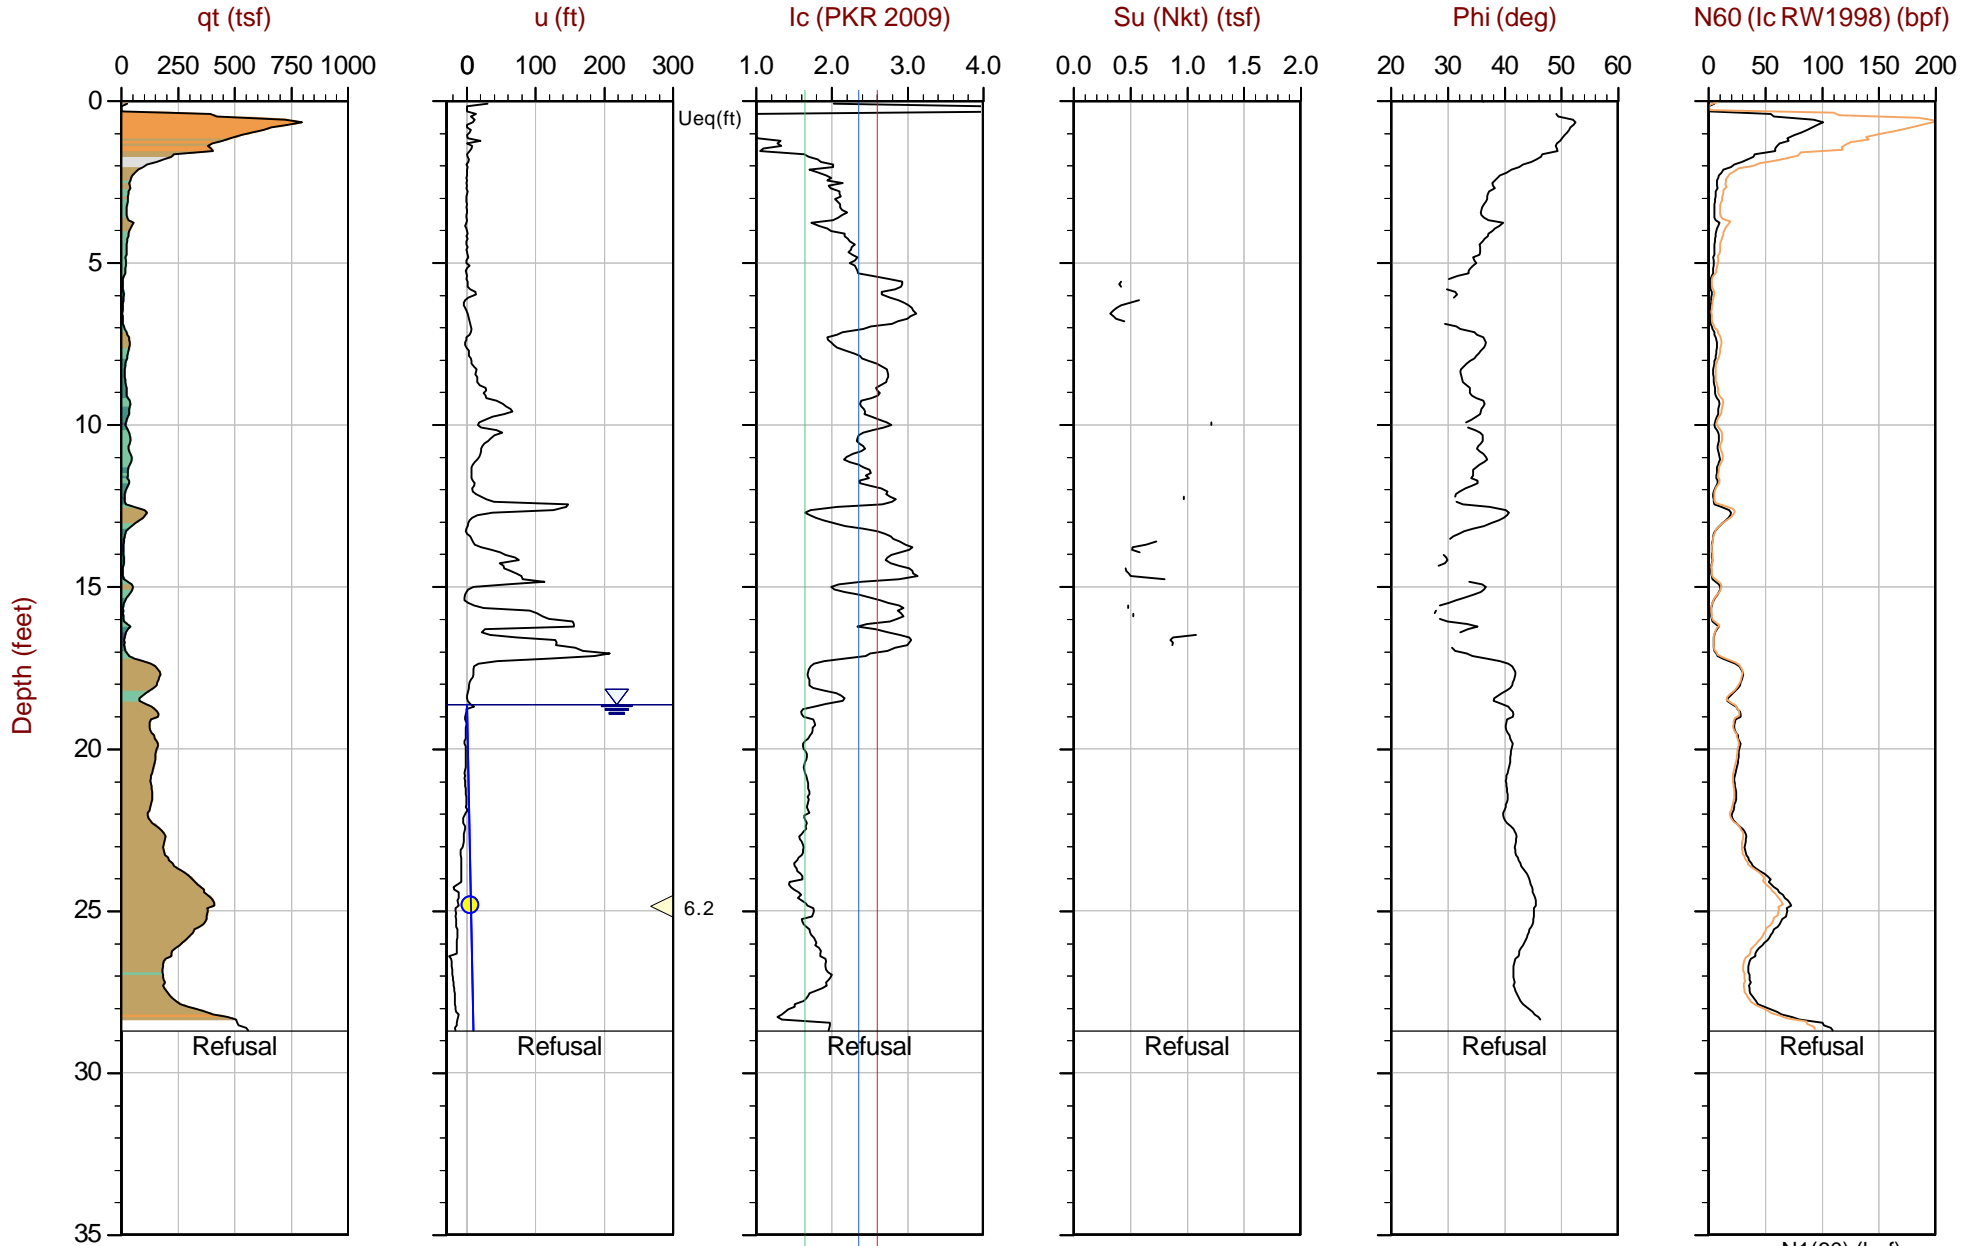 qt (tsf) u (ft) Ic (PKR 2009) Su (Nkt) (tsf) Phi (deg) N60 (Ic RW1998) (bpf)
0 250 500 750 1000 0 100 200 300 1.0 2.0 3.0 4.0 0.0 0.5 1.0 1.5 2.0 20 30 40 50 60 0 50 100 150 200
0
Ueq(ft)
5
10
15
20
25
6.2
Refusal Refusal Refusal Refusal Refusal Refusal
30
35
Depth (feet)